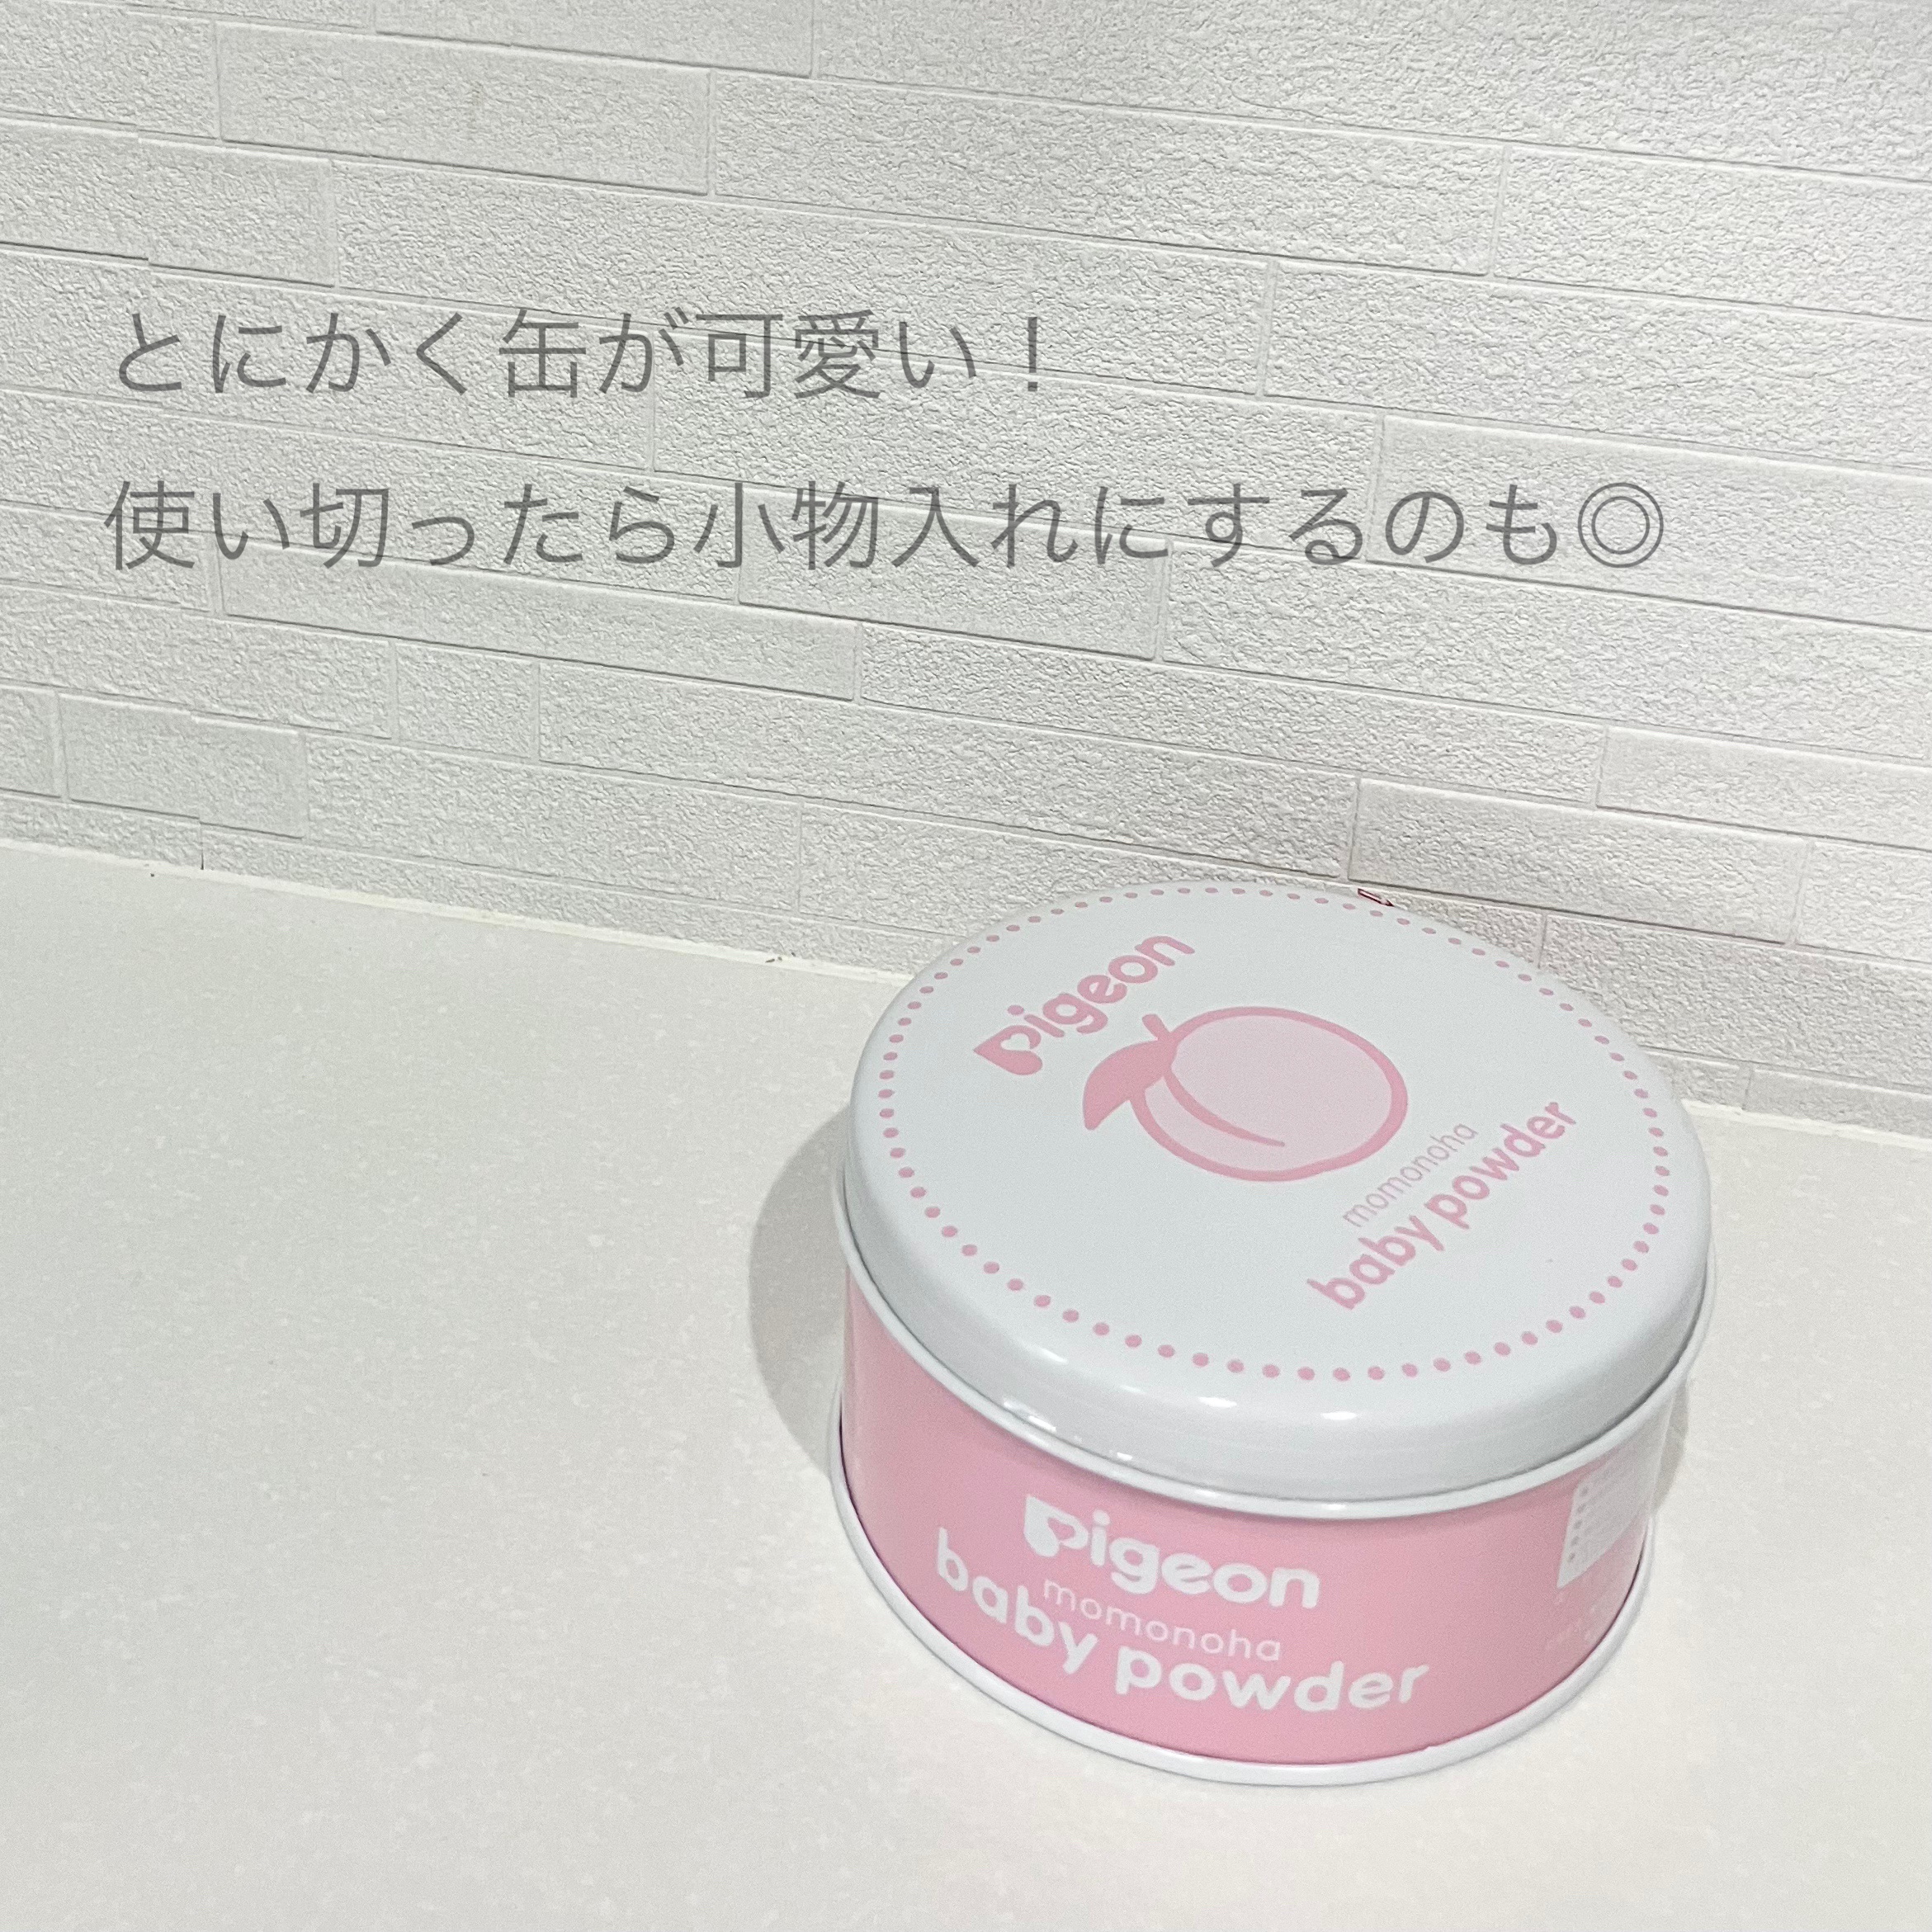 とにかく缶が可愛い！
使い切ったら小物入れにするのも◎
Pigeon
momonoha
baby powder
Pigeon
momonoha
baby powder